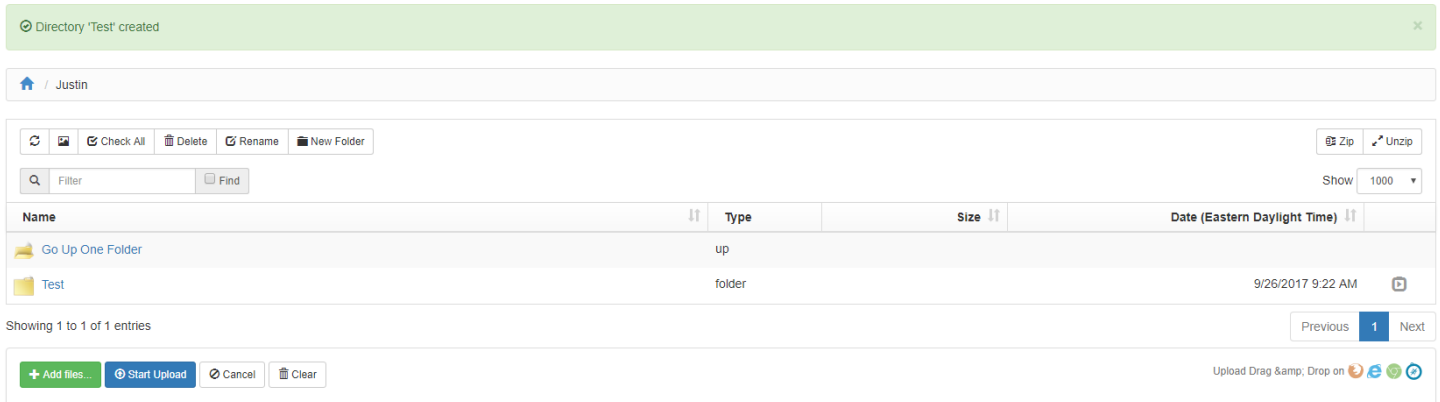 Directory 'Test' created ×
/ Justin
Check All Delete Rename New Folder Zip Unzip
Filter Find Show 1000
Name Type Size Date (Eastern Daylight Time)
Go Up One Folder up
Test folder 9/26/2017 9:22 AM
Showing 1 to 1 of 1 entries Previous 1 Next
Add files... Start Upload Cancel Clear Upload Drag &amp; Drop on